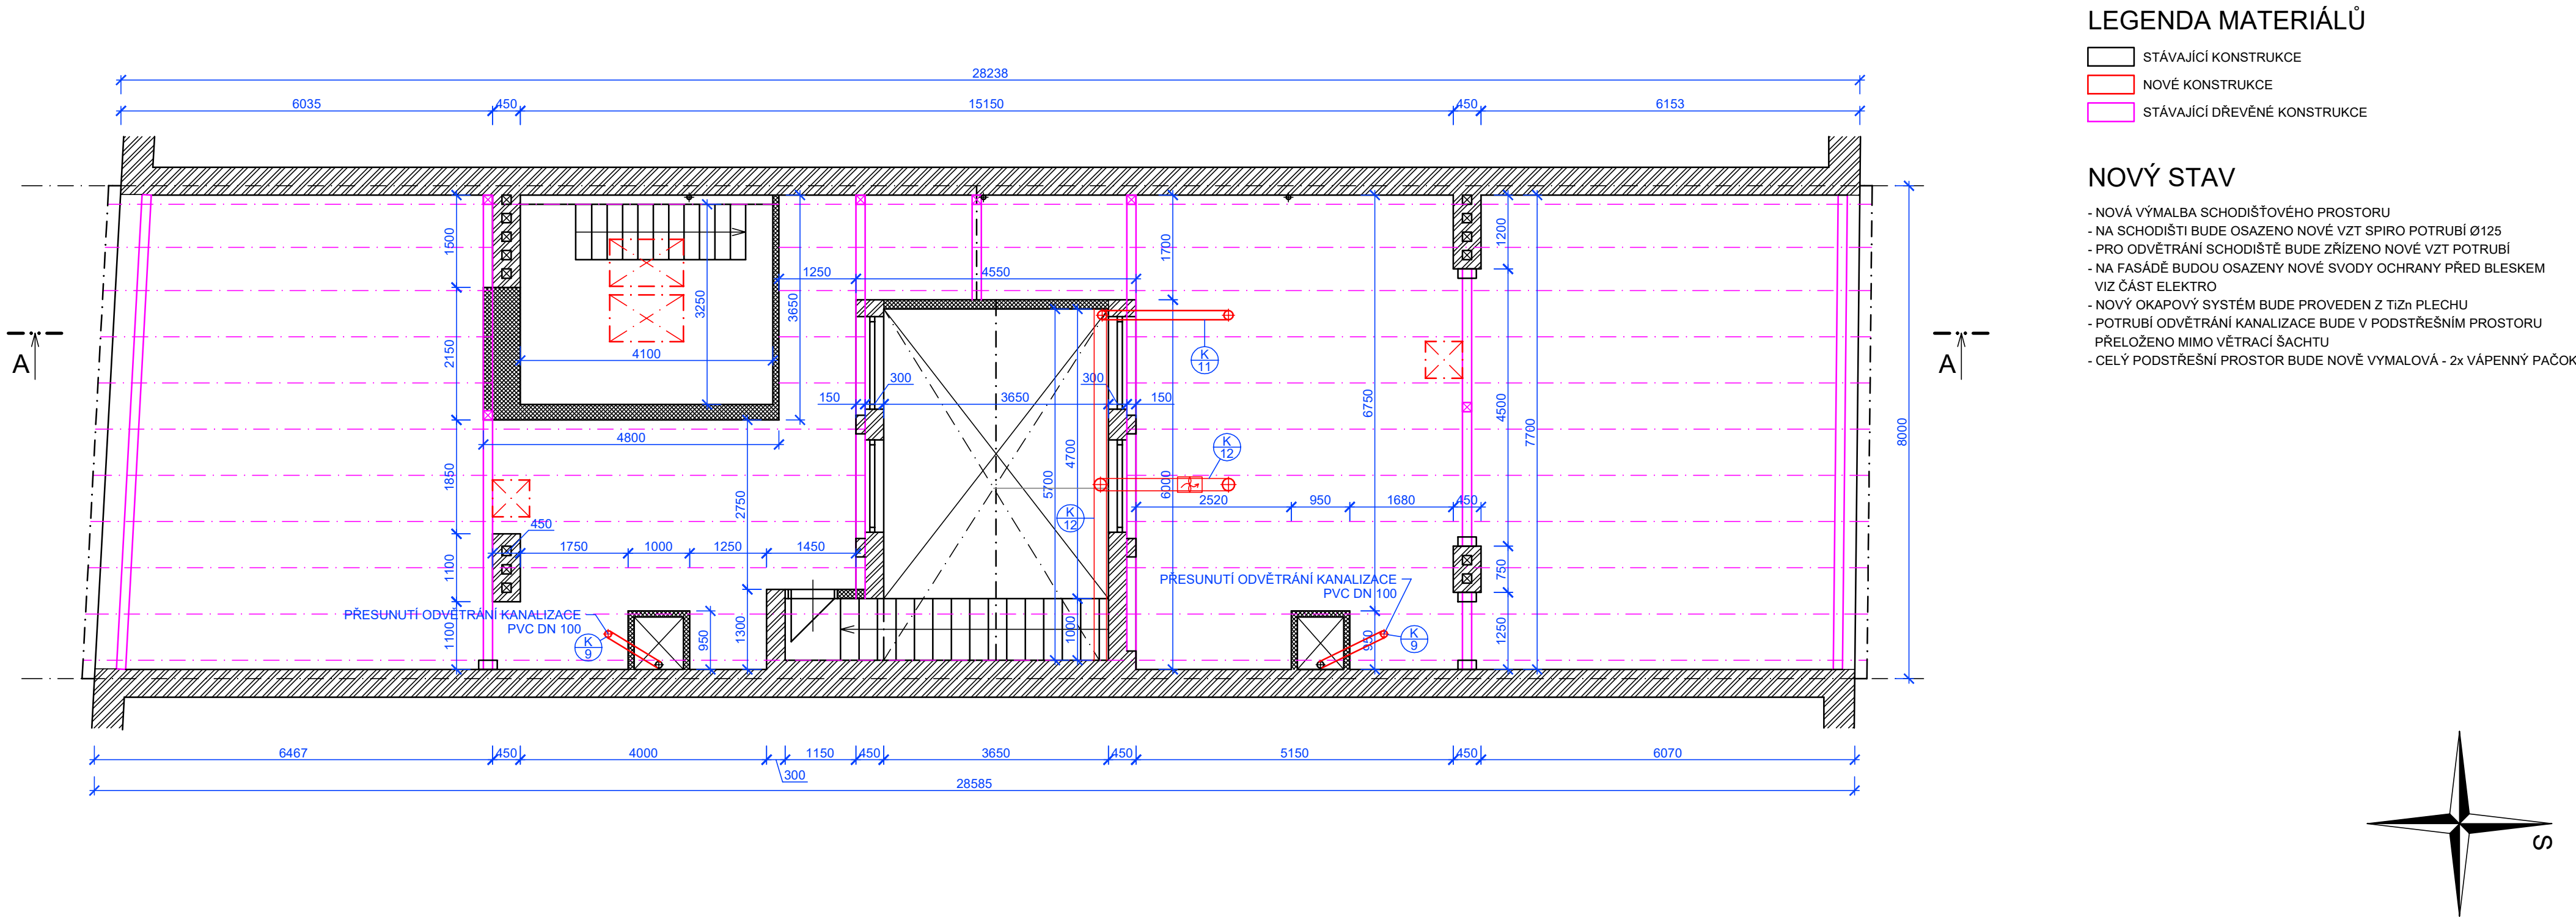 LEGENDA MATERIÁLŮ
STÁVAJÍCÍ KONSTRUKCE
NOVÉ KONSTRUKCE
STÁVAJÍCÍ DŘEVĚNÉ KONSTRUKCE
NOVÝ STAV
- NOVÁ VÝMALBA SCHODIŠŤOVÉHO PROSTORU
- NA SCHODIŠTI BUDE OSAZENO NOVÉ VZT SPIRO POTRUBÍ Ø125
- PRO ODVĚTRÁNÍ SCHODIŠTĚ BUDE ZŘÍZENO NOVÉ VZT POTRUBÍ
- NA FASÁDĚ BUDOU OSAZENY NOVÉ SVODY OCHRANY PŘED BLESKEM
VIZ ČÁST ELEKTRO
- NOVÝ OKAPOVÝ SYSTÉM BUDE PROVEDEN Z TiZn PLECHU
- POTRUBÍ ODVĚTRÁNÍ KANALIZACE BUDE V PODSTŘEŠNÍM PROSTORU
PŘELOŽENO MIMO VĚTRACÍ ŠACHTU
- CELÝ PODSTŘEŠNÍ PROSTOR BUDE NOVĚ VYMALOVÁ - 2x VÁPENNÝ PAČOK
28238
6035 450 15150 450 6153
1500
2150
1850
1100
1100
3250
3650
4100
4800
1250 4550
1700
6000
1200
4500
750
1250
7700
8000
6750
950
150 300 3650 300 150
5700
4700
1000
K
11
K
12
K
12
2520 950 1680 450
450
1750 1000 1250 1450
2750
1300
950
PŘESUNUTÍ ODVĚTRÁNÍ KANALIZACE
PVC DN 100
K
9
PŘESUNUTÍ ODVĚTRÁNÍ KANALIZACE
PVC DN 100
K
9
A
A
6467 450 4000 1150 450 3650 450 5150 450 6070
300
28585
S